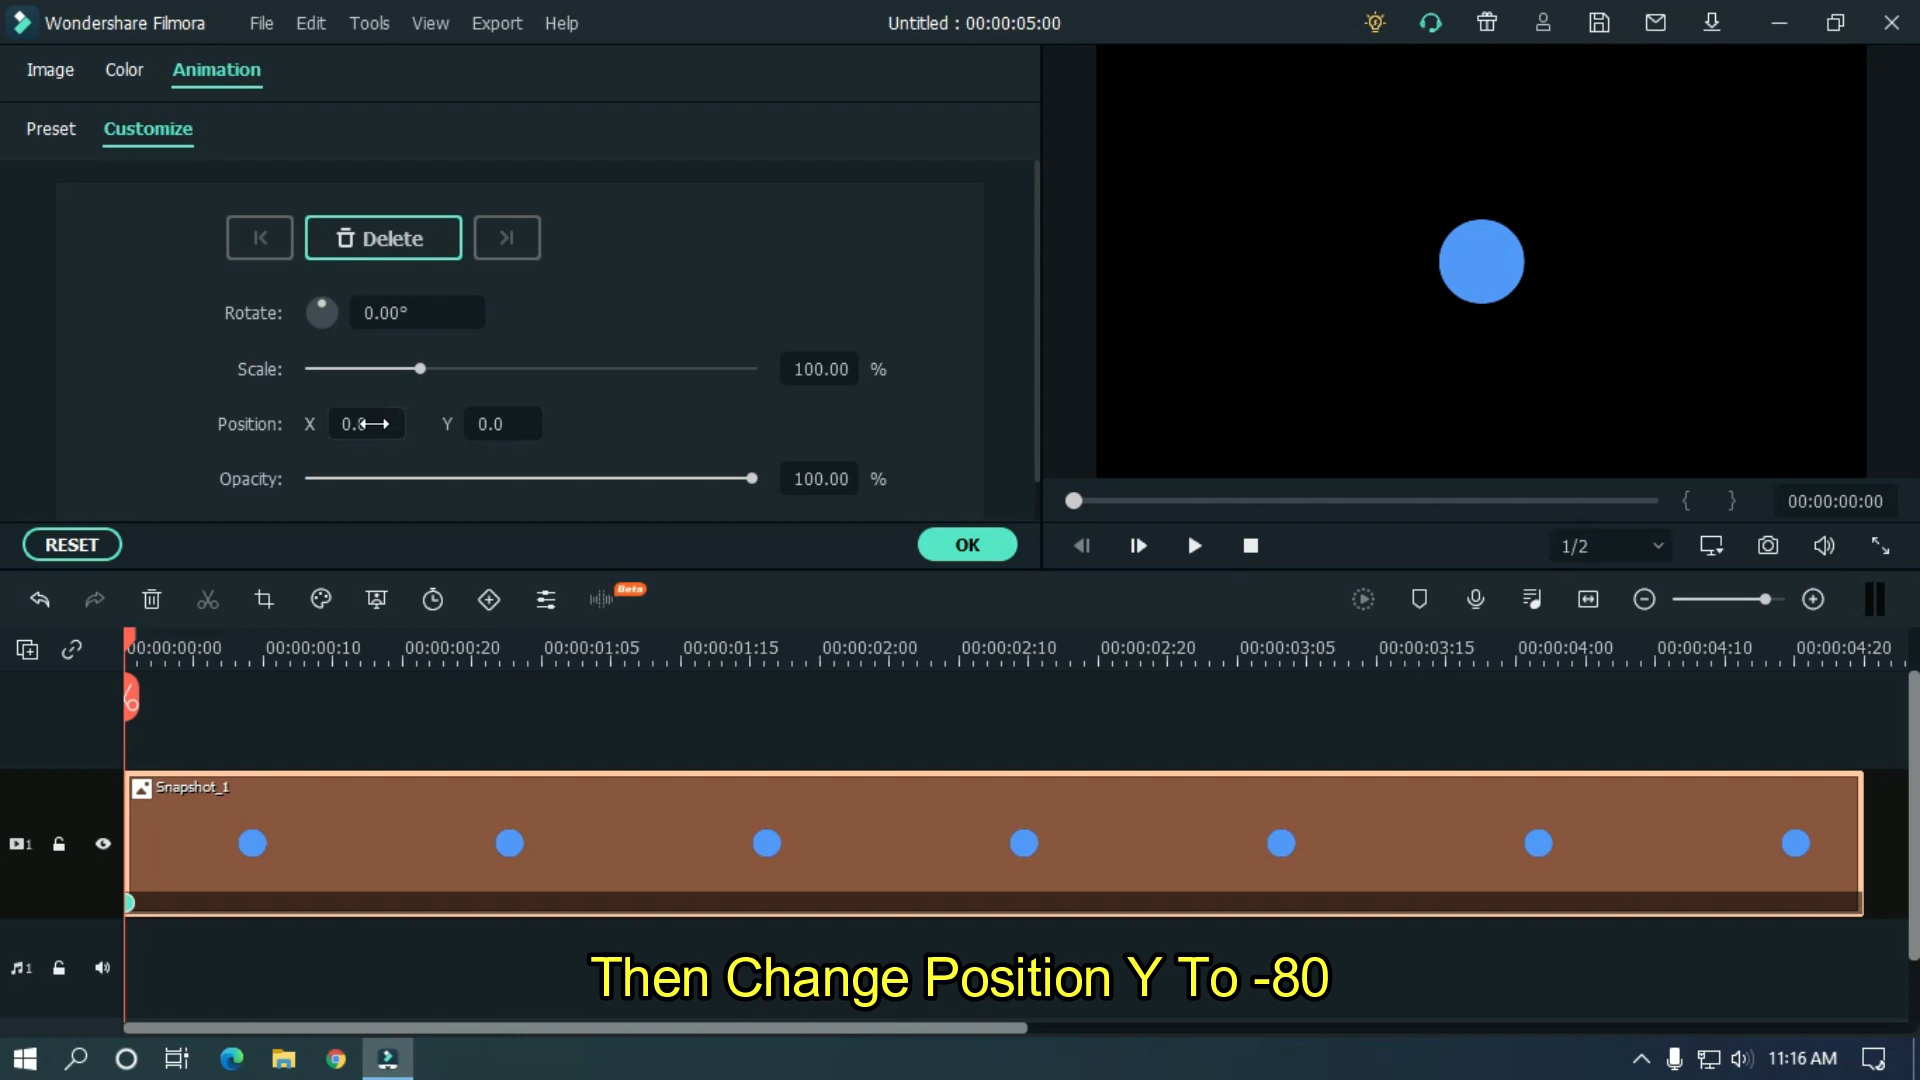 Wondershare Filmora File Edit Tools View Export Help Untitled : 00:00:05:00
Image Color Animation
Preset Customize
Delete
Rotate: 0.00°
Scale: 100.00 %
Position: X Y 0.0
Opacity: 100.00 %
RESET OK
{ } 00:00:00:00
1/2
Beta
00:00:00:00 00:00:00:10 00:00:00:20 00:00:01:05 00:00:01:15 00:00:02:00 00:00:02:10 00:00:02:20 00:00:03:05 00:00:03:15 00:00:04:00 00:00:04:10 00:00:04:20
Snapshot_1
1
1
Then Change Position Y To -80
11:16 AM